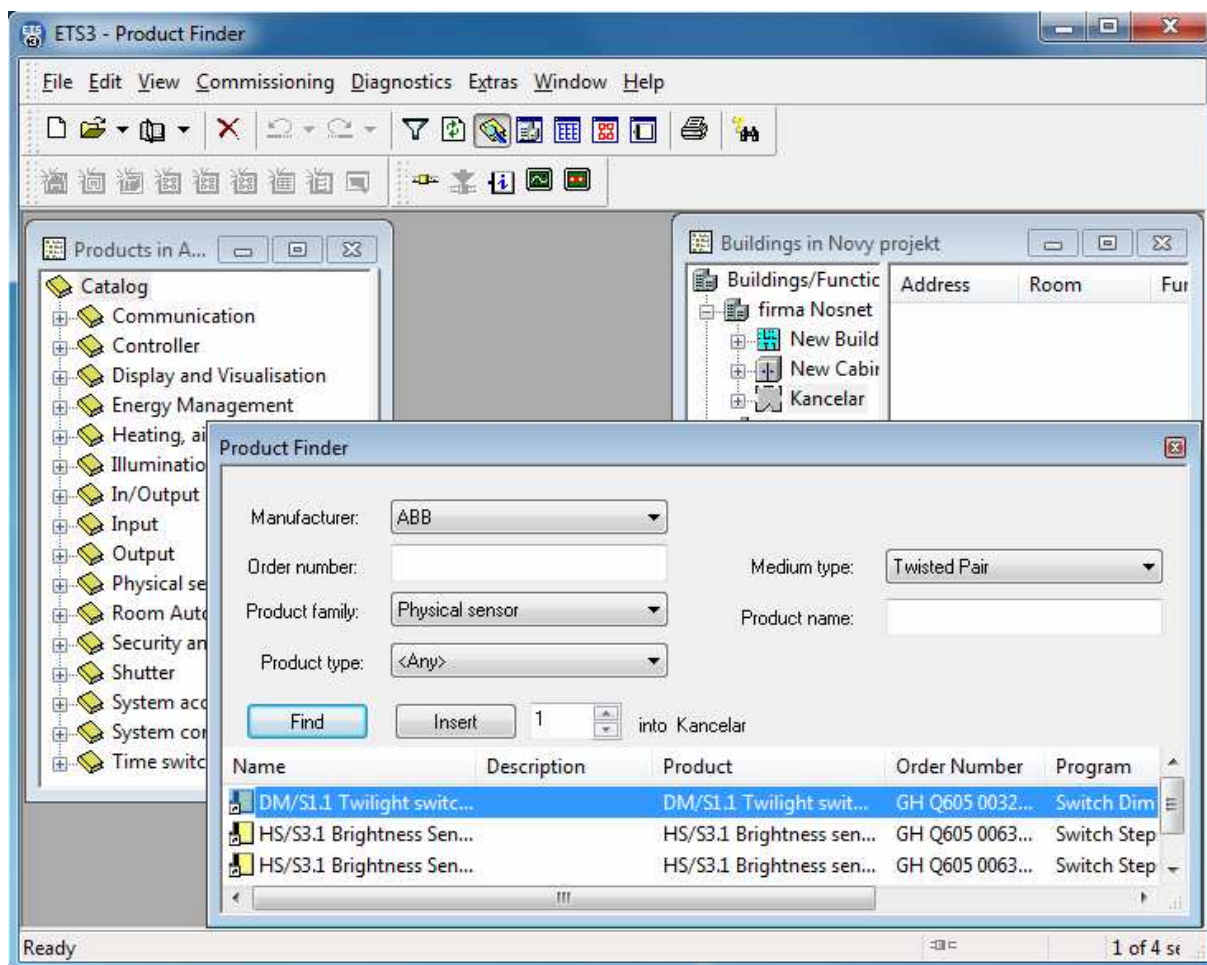 ETS3 - Product Finder
File Edit View Commissioning Diagnostics Extras Window Help
Products in A...
Catalog
Communication
Controller
Display and Visualisation
Energy Management
Heating, ai
Illuminatio
In/Output
Input
Output
Physical se
Room Auto
Security an
Shutter
System acc
System cor
Time switc
Buildings in Novy projekt
Buildings/Functic
firma Nosnet
New Build
New Cabir
Kancelar
Address Room Fur
Product Finder
Manufacturer: ABB
Order number:
Medium type: Twisted Pair
Product family: Physical sensor
Product name:
Product type: <Any>
Find Insert 1 into Kancelar
Name Description Product Order Number Program
DM/S1.1 Twilight switc... DM/S1.1 Twilight swit... GH Q605 0032... Switch Dim
HS/S3.1 Brightness Sen... HS/S3.1 Brightness sen... GH Q605 0063... Switch Step
HS/S3.1 Brightness Sen... HS/S3.1 Brightness sen... GH Q605 0063... Switch Step
Ready 1 of 4 se